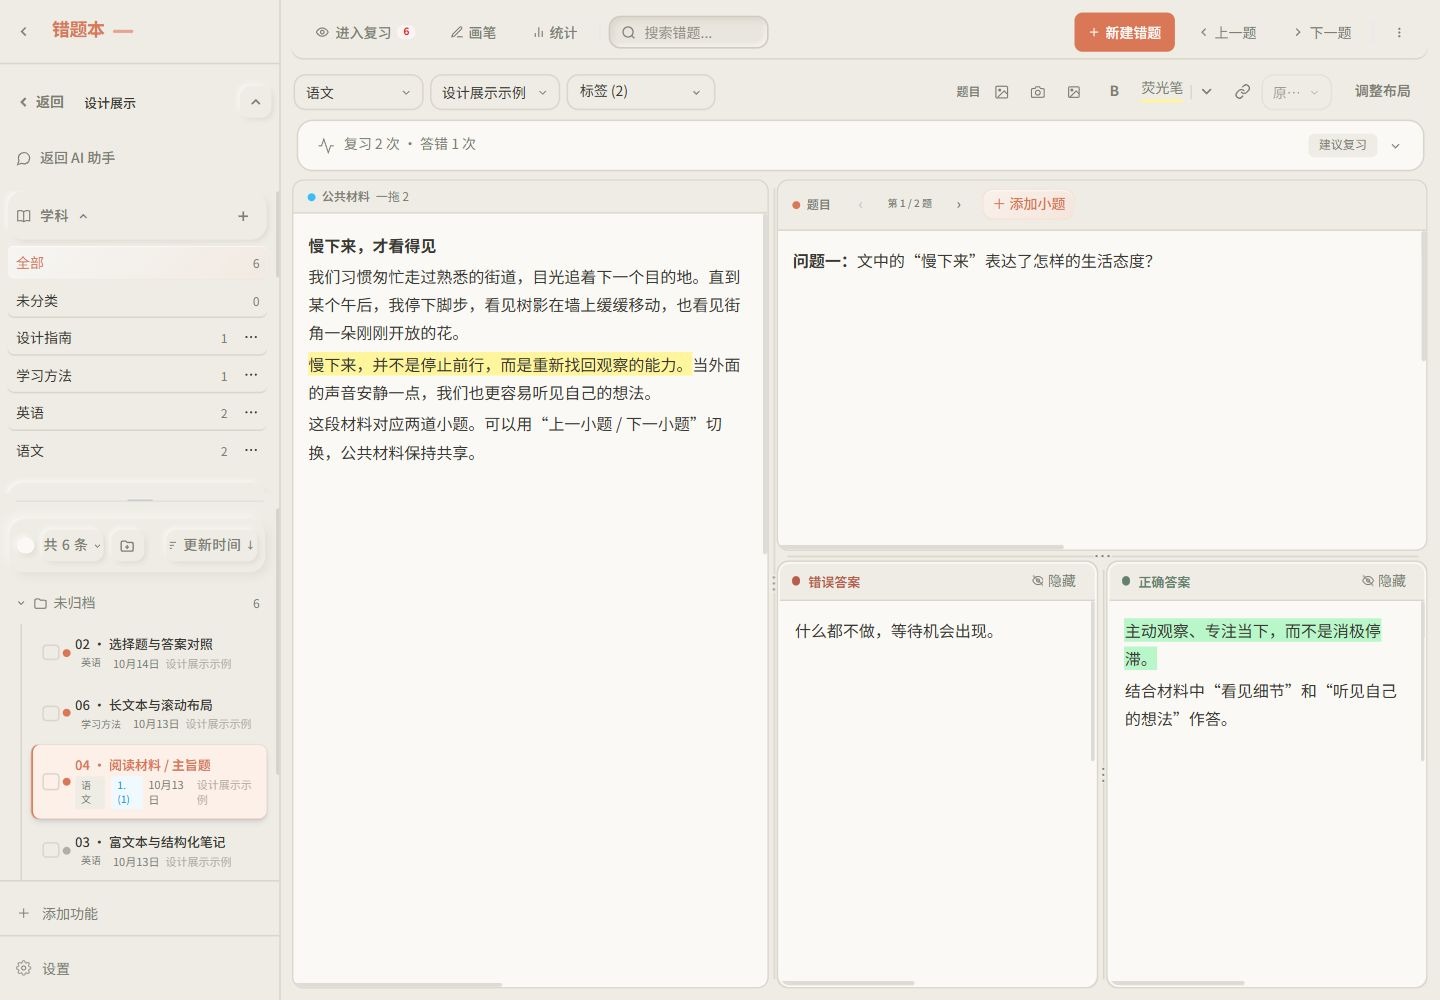 错题本
返回 设计展示
返回 AI 助手
学科
全部 6
未分类 0
设计指南 1 ···
学习方法 1 ···
英语 2 ···
语文 2 ···
共 6 条
更新时间 ↓
未归档 6
02 · 选择题与答案对照
英语 10月14日 设计展示示例
06 · 长文本与滚动布局
学习方法 10月13日 设计展示示例
04 · 阅读材料 / 主旨题
语
文
1.
(1)
10月13
日
设计展示示
例
03 · 富文本与结构化笔记
英语 10月13日 设计展示示例
+ 添加功能
设置
进入复习 6 画笔 统计 搜索错题...
+ 新建错题 上一题 下一题
语文 设计展示示例 标签 (2)
题目 B 荧光笔 原··· 调整布局
复习 2 次 · 答错 1 次 建议复习
公共材料 一拖 2
慢下来，才看得见
我们习惯匆忙走过熟悉的街道，目光追着下一个目的地。直到
某个午后，我停下脚步，看见树影在墙上缓缓移动，也看见街
角一朵刚刚开放的花。
慢下来，并不是停止前行，而是重新找回观察的能力。当外面
的声音安静一点，我们也更容易听见自己的想法。
这段材料对应两道小题。可以用“上一小题 / 下一小题”切
换，公共材料保持共享。
题目 ‹ 第 1 / 2 题 › + 添加小题
问题一：文中的“慢下来”表达了怎样的生活态度？
错误答案 隐藏
什么都不做，等待机会出现。
正确答案 隐藏
主动观察、专注当下，而不是消极停
滞。
结合材料中“看见细节”和“听见自己
的想法”作答。